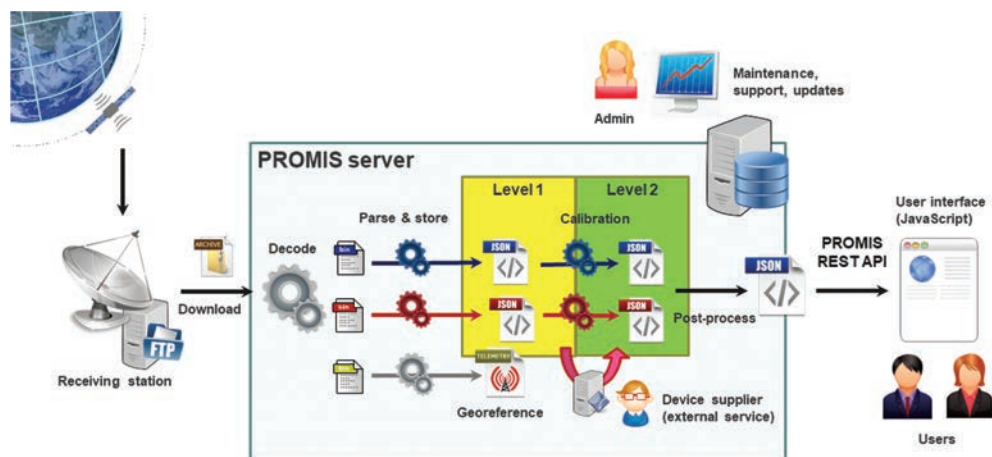 Maintenance,
support, updates
Admin
PROMIS server
Level 1
Level 2
User interface
(JavaScript)
Parse & store
Calibration
Decode
ARCHIVE
JSON
JSON
PROMIS
REST API
JSON
Download
JSON
JSON
Post-process
FTP
TELEMETRY
Receiving station
Georeference
Device supplier
(external service)
Users